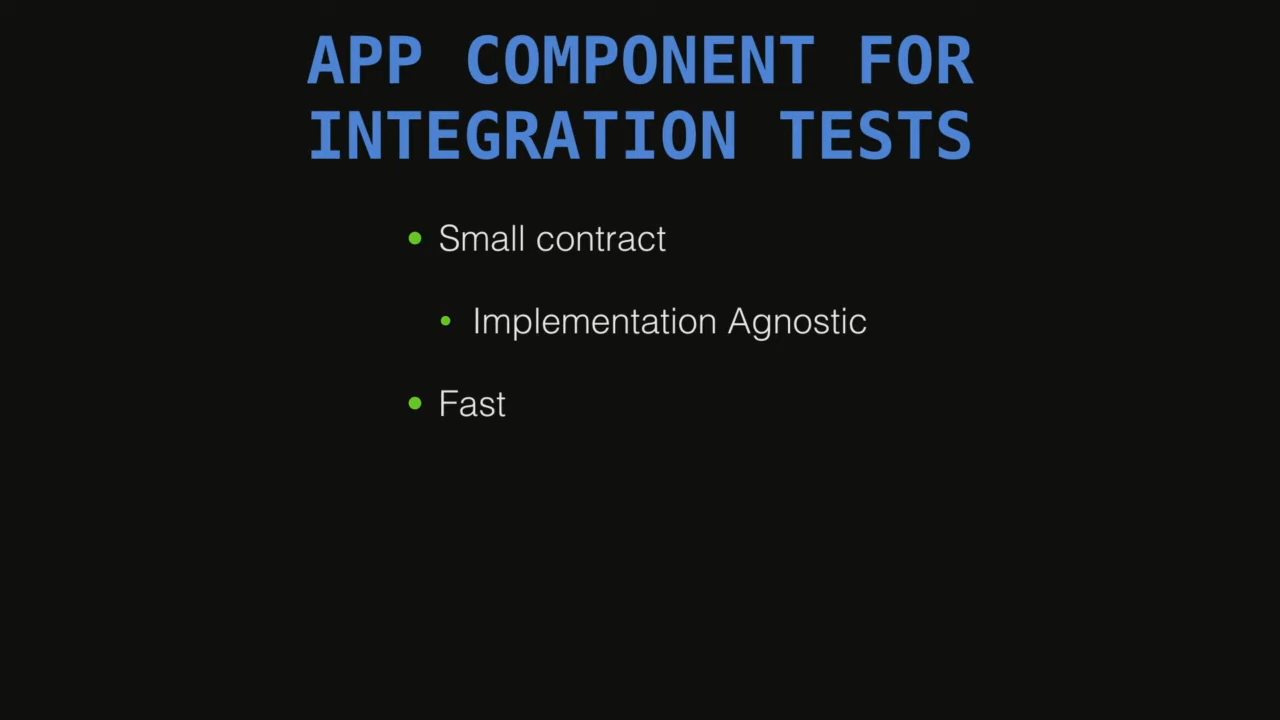 APP COMPONENT FOR
INTEGRATION TESTS
• Small contract
• Implementation Agnostic
• Fast